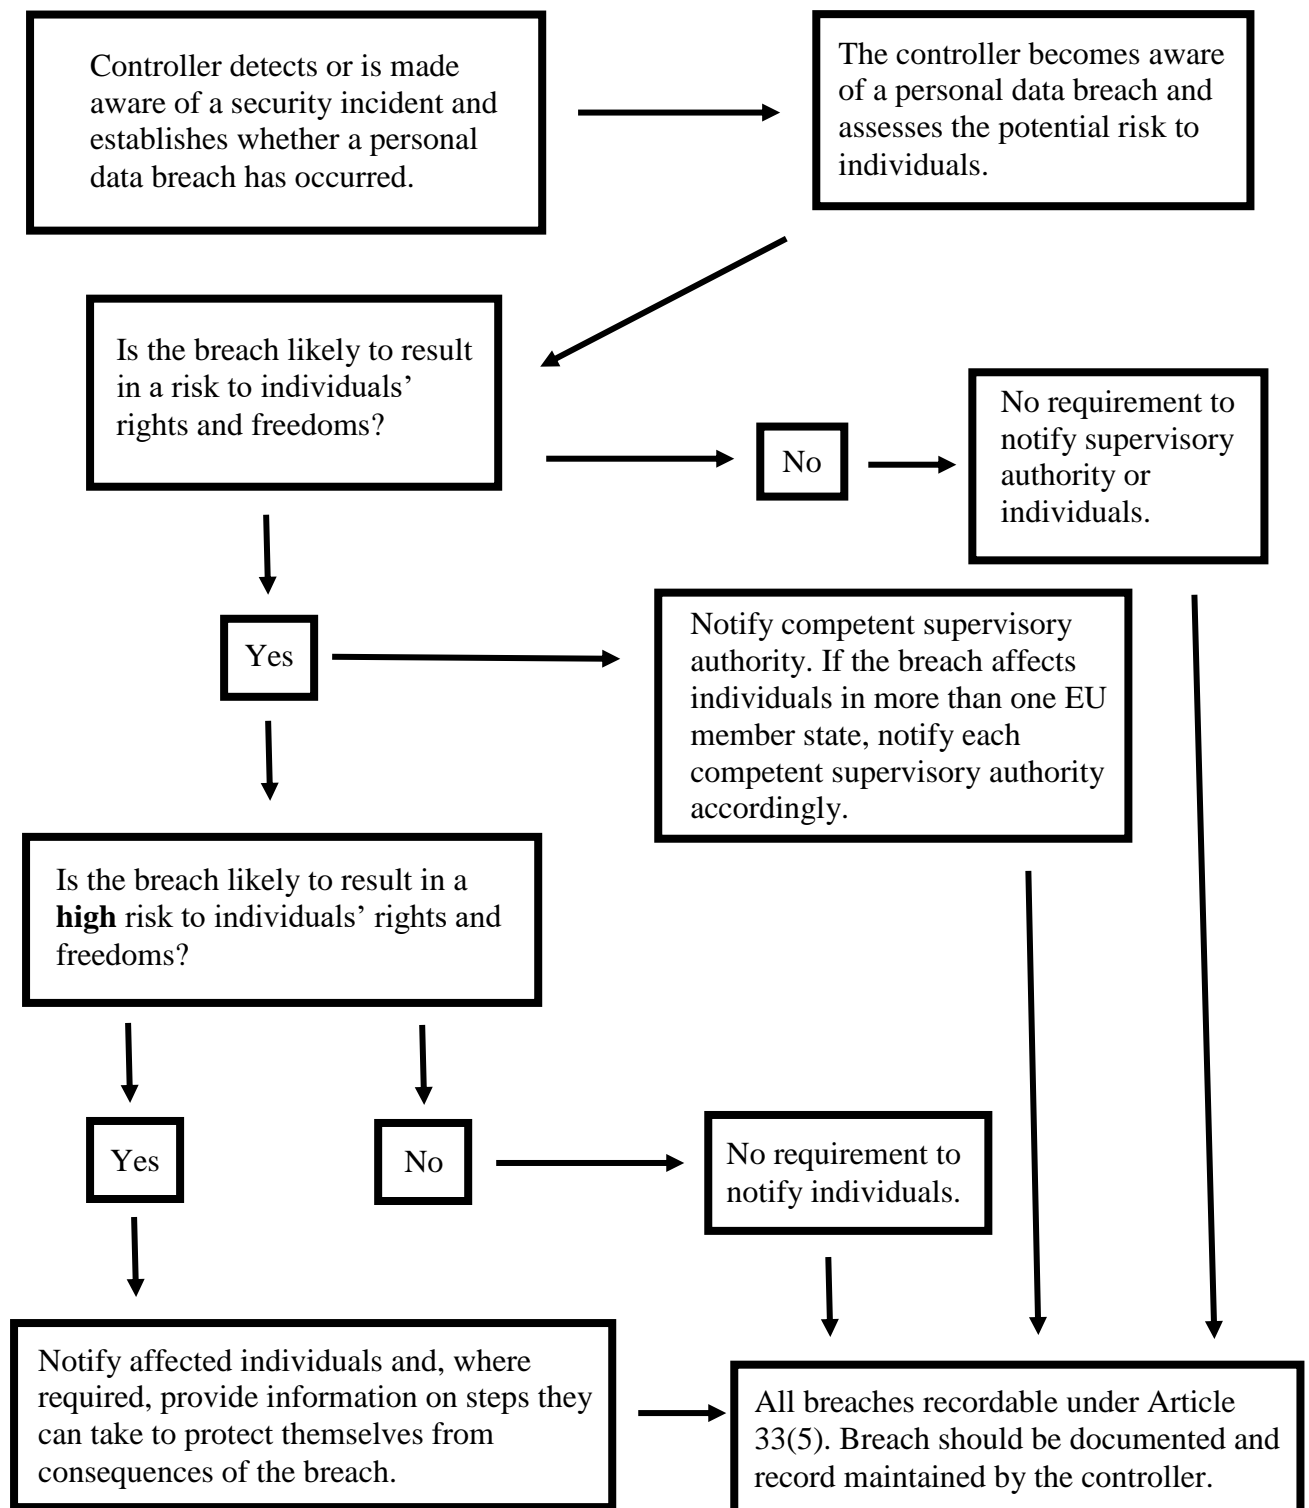 Controller detects or is made
aware of a security incident and
establishes whether a personal
data breach has occurred.
The controller becomes aware
of a personal data breach and
assesses the potential risk to
individuals.
Is the breach likely to result
in a risk to individuals’
rights and freedoms?
No
No requirement to
notify supervisory
authority or
individuals.
Yes
Notify competent supervisory
authority. If the breach affects
individuals in more than one EU
member state, notify each
competent supervisory authority
accordingly.
Is the breach likely to result in a
high risk to individuals’ rights and
freedoms?
Yes
No
No requirement to
notify individuals.
Notify affected individuals and, where
required, provide information on steps they
can take to protect themselves from
consequences of the breach.
All breaches recordable under Article
33(5). Breach should be documented and
record maintained by the controller.